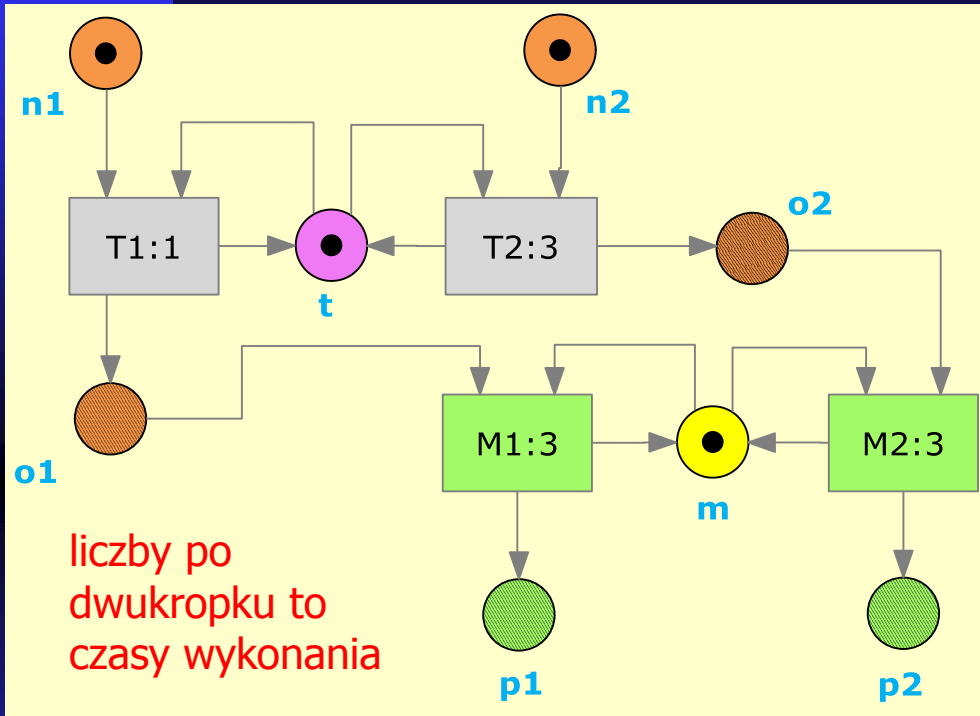 n1
n2
T1:1
t
T2:3
o2
o1
M1:3
m
M2:3
liczby po
dwukropku to
czasy wykonania
p1
p2